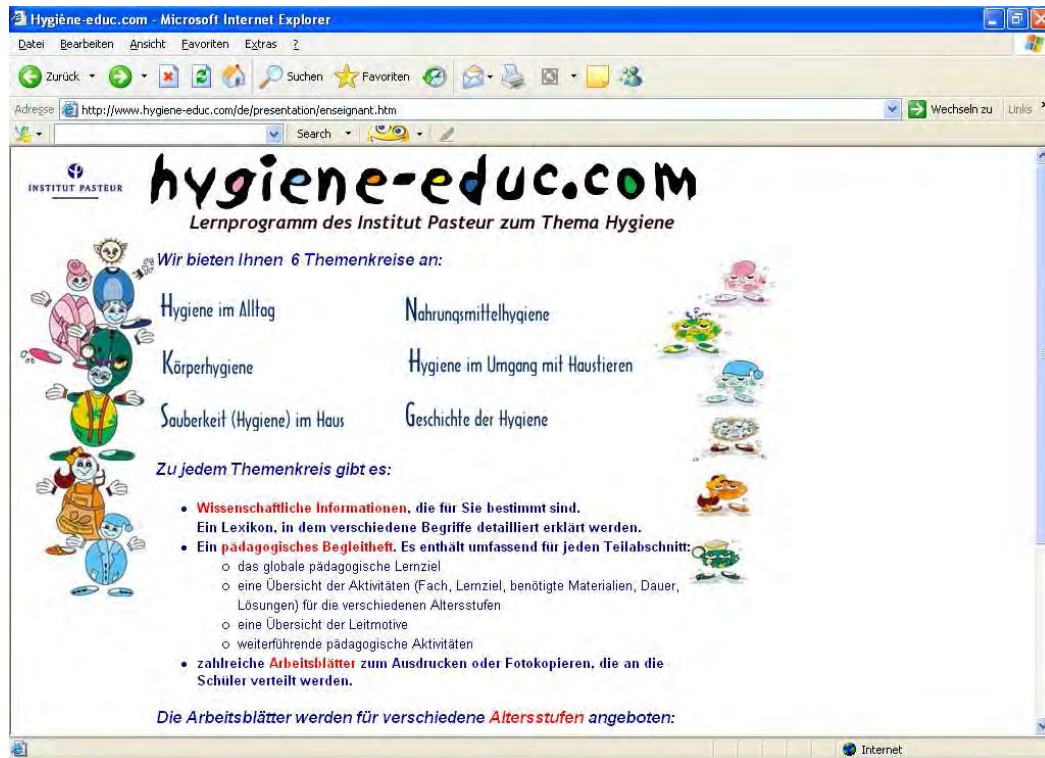 Hygiène-educ.com - Microsoft Internet Explorer
Datei Bearbeiten Ansicht Favoriten Extras ?
Zurück Suchen Favoriten
Adresse http://www.hygiene-educ.com/de/presentation/enseignant.htm Wechseln zu Links
Search
INSTITUT PASTEUR
hygiene-educ.com
Lernprogramm des Institut Pasteur zum Thema Hygiene
Wir bieten Ihnen 6 Themenkreise an:
Hygiene im Alltag Nahrungsmittelhygiene
Körperhygiene Hygiene im Umgang mit Haustieren
Sauberkeit (Hygiene) im Haus Geschichte der Hygiene
Zu jedem Themenkreis gibt es:
• Wissenschaftliche Informationen, die für Sie bestimmt sind.
Ein Lexikon, in dem verschiedene Begriffe detailliert erklärt werden.
• Ein pädagogisches Begleitheft. Es enthält umfassend für jeden Teilabschnitt:
o das globale pädagogische Lernziel
o eine Übersicht der Aktivitäten (Fach, Lernziel, benötigte Materialien, Dauer,
Lösungen) für die verschiedenen Altersstufen
o eine Übersicht der Leitmotive
o weiterführende pädagogische Aktivitäten
• zahlreiche Arbeitsblätter zum Ausdrucken oder Fotokopieren, die an die
Schüler verteilt werden.
Die Arbeitsblätter werden für verschiedene Altersstufen angeboten:
Internet